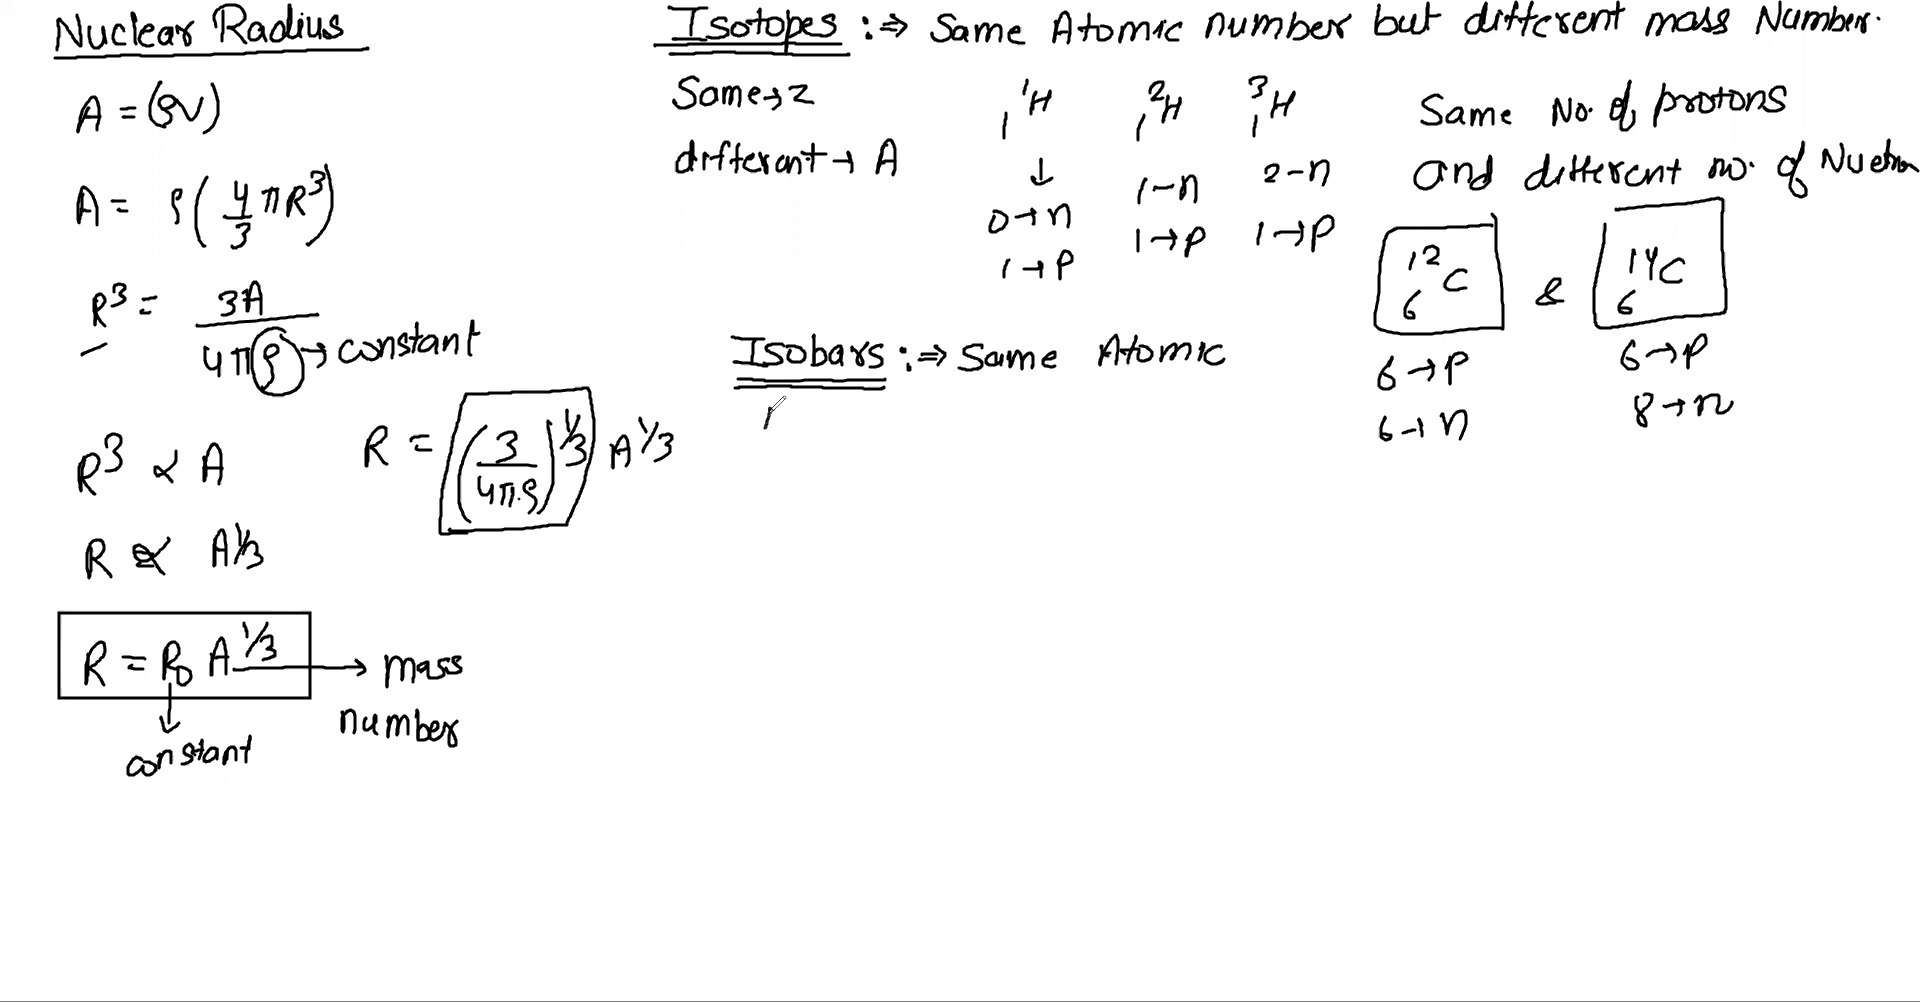 Nuclear Radius
A = (ρV)
A = ρ(4/3 πR³)
R³ = 3A / 4πρ → constant
R³ ∝ A
R = (3/4π.ρ)^1/3 A^1/3
R ∝ A^1/3
R = R₀ A^1/3 → mass number
constant
Isotopes :⇒ Same Atomic number but different mass Number.
Same → Z
different → A
¹₁H ²₁H ³₁H
↓
0→n 1-n 2-n
1→P 1→P 1→P
Same No. of protons
and different no. of
¹²₆C & ¹⁴₆C
6→P 6→P
6→n 8→n
Isobars :⇒ Same Atomic